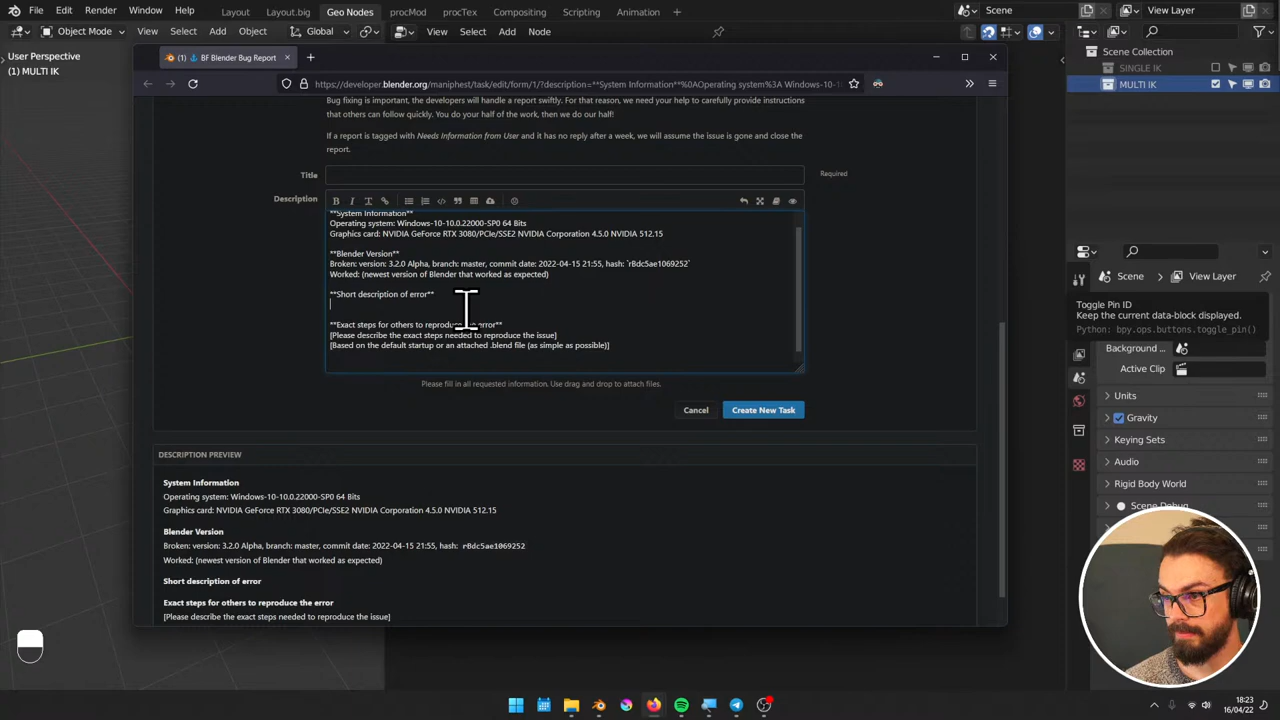 File Edit Render Window Help Layout Layout.big Geo Nodes procMod procTex Compositing Scripting Animation + Scene View Layer
Object Mode View Select Add Object Global View Select Add Node
User Perspective
(1) MULTI IK
(1) BF Blender Bug Report
https://developer.blender.org/maniphest/task/edit/form/1/?description=**System Information**%0AOperating system%3A Windows-10-1
Bug fixing is important, the developers will handle a report swiftly. For that reason, we need your help to carefully provide instructions
that others can follow quickly. You do your half of the work, then we do our half!
If a report is tagged with Needs Information from User and it has no reply after a week, we will assume the issue is gone and close the
report.
Title
Required
Description
**System Information**
Operating system: Windows-10-10.0.22000-SP0 64 Bits
Graphics card: NVIDIA GeForce RTX 3080/PCIe/SSE2 NVIDIA Corporation 4.5.0 NVIDIA 512.15
**Blender Version**
Broken: version: 3.2.0 Alpha, branch: master, commit date: 2022-04-15 21:55, hash: `rBdc5ae1069252`
Worked: (newest version of Blender that worked as expected)
**Short description of error**
**Exact steps for others to reproduce the error**
[Please describe the exact steps needed to reproduce the issue]
[Based on the default startup or an attached .blend file (as simple as possible)]
Please fill in all requested information. Use drag and drop to attach files.
Cancel Create New Task
DESCRIPTION PREVIEW
System Information
Operating system: Windows-10-10.0.22000-SP0 64 Bits
Graphics card: NVIDIA GeForce RTX 3080/PCIe/SSE2 NVIDIA Corporation 4.5.0 NVIDIA 512.15
Blender Version
Broken: version: 3.2.0 Alpha, branch: master, commit date: 2022-04-15 21:55, hash: rBdc5ae1069252
Worked: (newest version of Blender that worked as expected)
Short description of error
Exact steps for others to reproduce the error
[Please describe the exact steps needed to reproduce the issue]
Scene Collection
SINGLE IK
MULTI IK
Scene View Layer
Toggle Pin ID
Keep the current data-block displayed.
Python: bpy.ops.buttons.toggle_pin()
Background ...
Active Clip
Units
Gravity
Keying Sets
Audio
Rigid Body World
Scene Debug
18:23
16/04/22